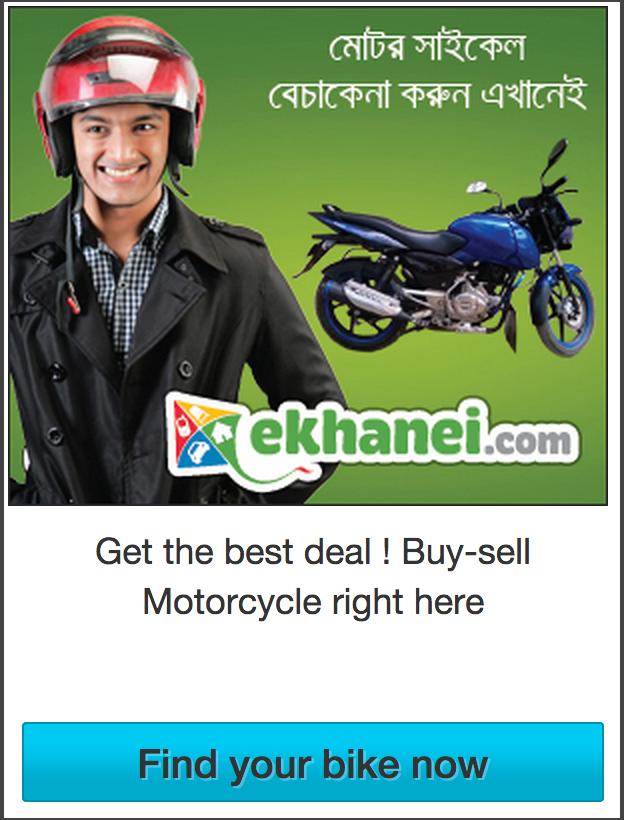 মোটর সাইকেল
বেচাকেনা করুন এখানেই
ekhanei.com
Get the best deal ! Buy-sell
Motorcycle right here
Find your bike now